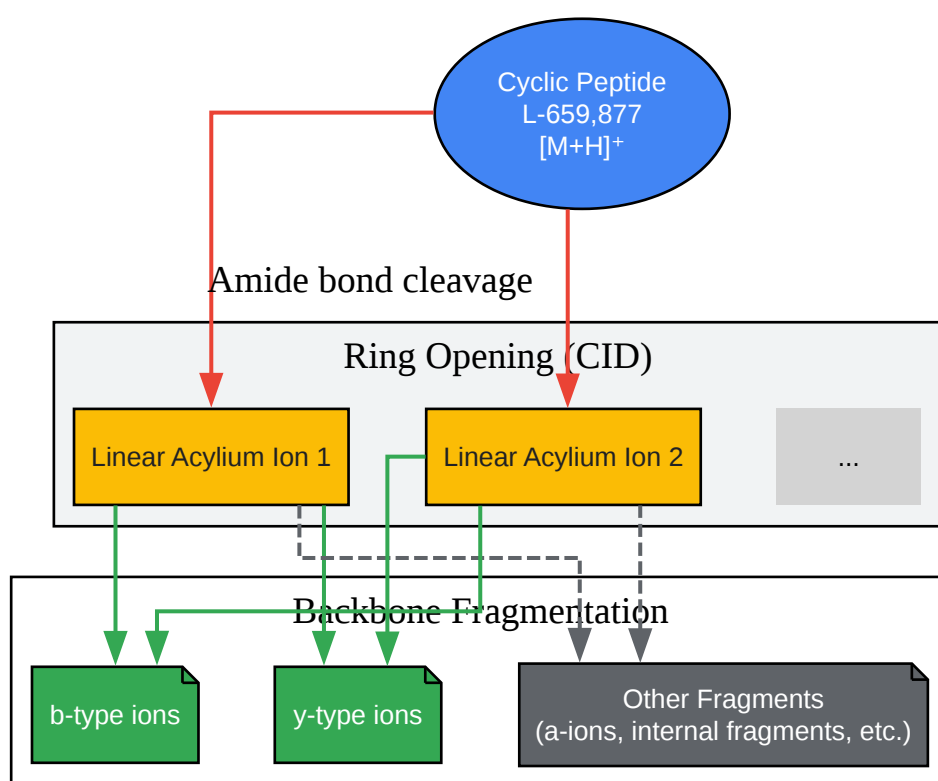 Cyclic Peptide
L-659,877
[M+H]⁺
Amide bond cleavage
Ring Opening (CID)
Linear Acylium Ion 1
Linear Acylium Ion 2
...
Backbone Fragmentation
b-type ions
y-type ions
Other Fragments
(a-ions, internal fragments, etc.)